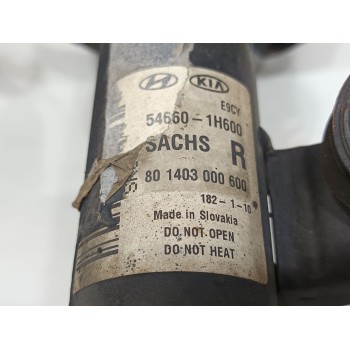 KIA
E9CY
54660-1H600
SACHS R
80 1403 000 600
182-1-10
Made in Slovakia
DO NOT OPEN
DO NOT HEAT